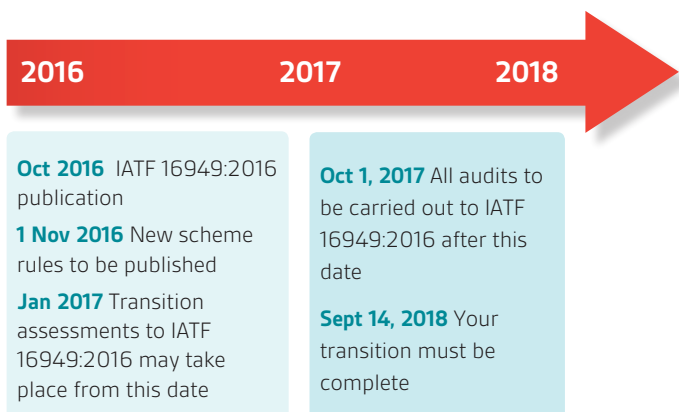 2016 2017 2018
Oct 2016 IATF 16949:2016
publication
1 Nov 2016 New scheme
rules to be published
Jan 2017 Transition
assessments to IATF
16949:2016 may take
place from this date
Oct 1, 2017 All audits to
be carried out to IATF
16949:2016 after this
date
Sept 14, 2018 Your
transition must be
complete